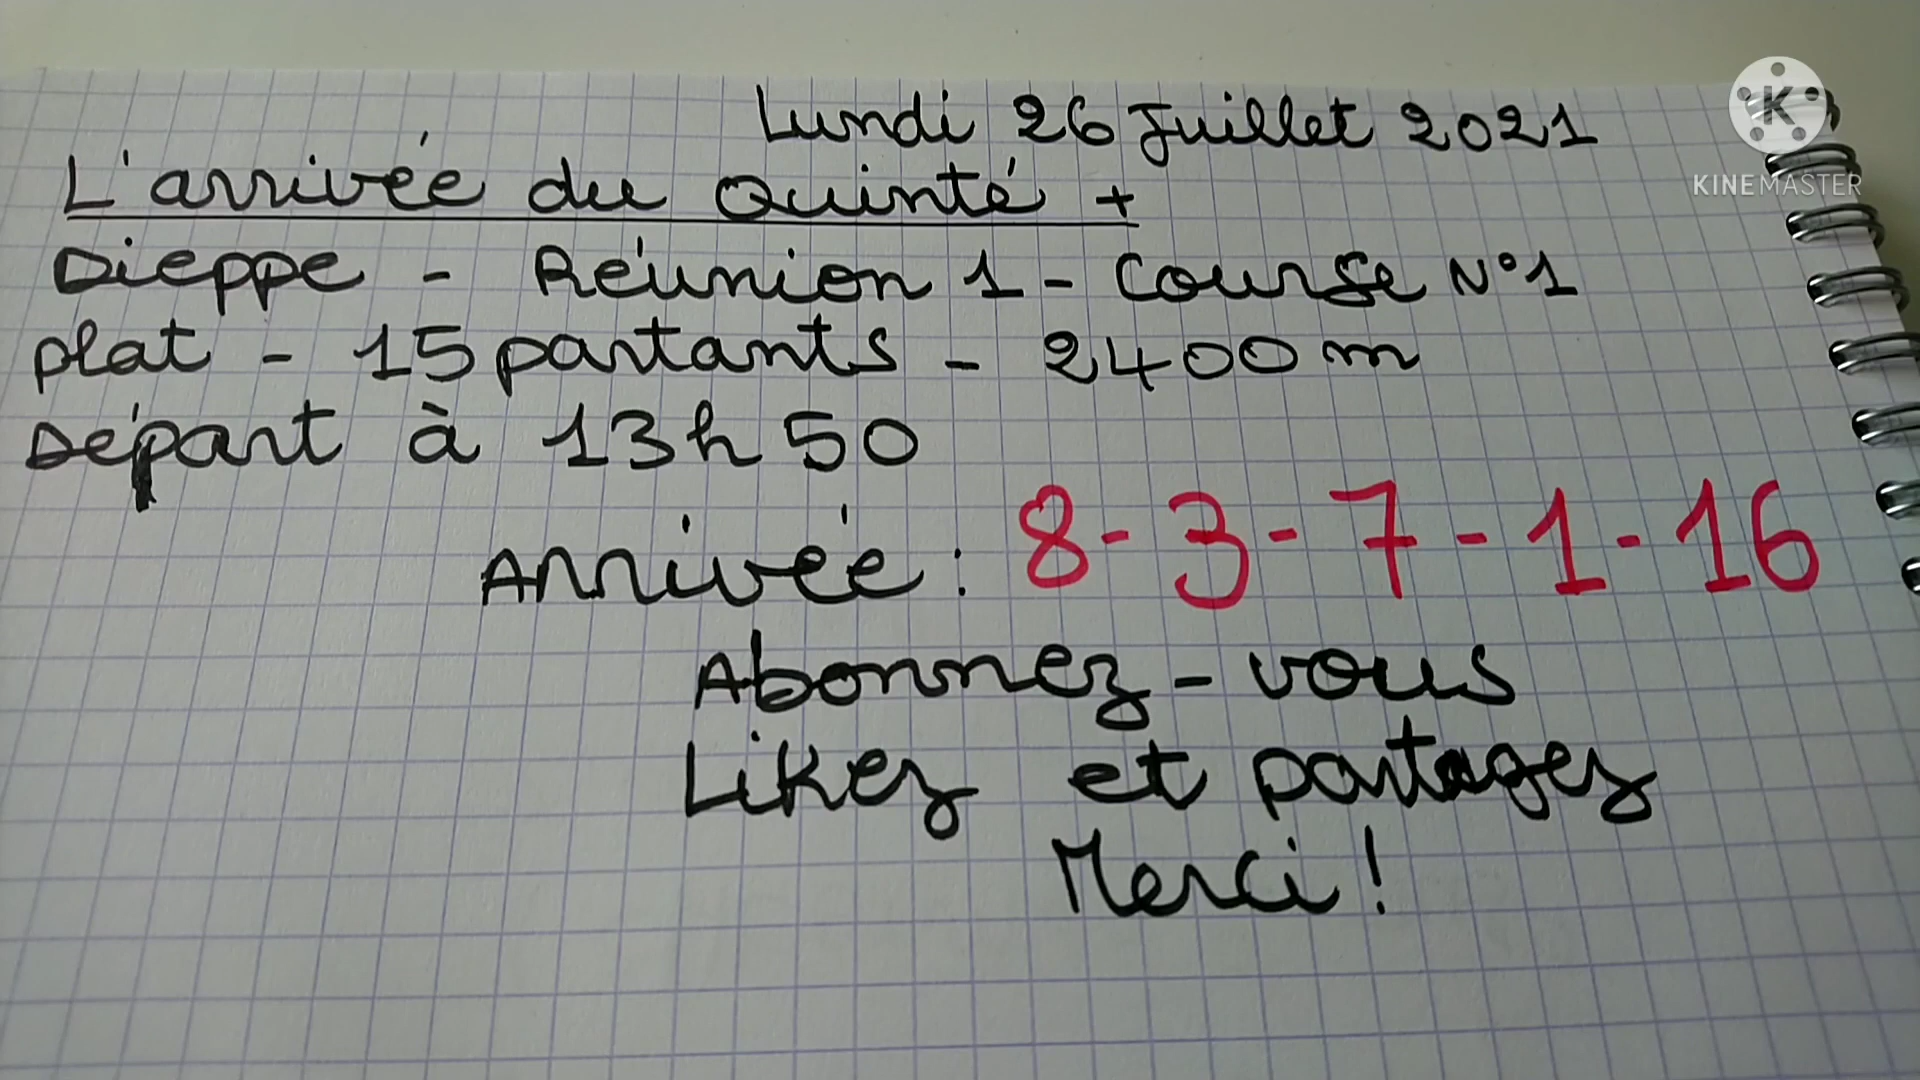 Lundi 26 Juillet 2021
L'arrivée du Quinté +
Dieppe - Réunion 1 - Course N°1
plat - 15 partants - 2400 m
Départ à 13h50
Arrivée : 8 - 3 - 7 - 1 - 16
Abonnez-vous
Likez et partagez
Merci !
K
KINEMASTER